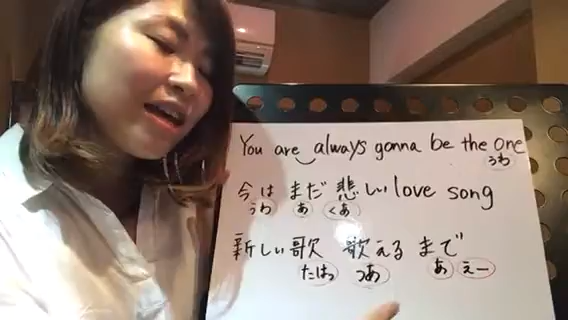 You are always gonna be the One
うわ
今は まだ 悲しい love song
うわ あ くあ
新しい歌 歌える まで
たはっ つあ あ えー